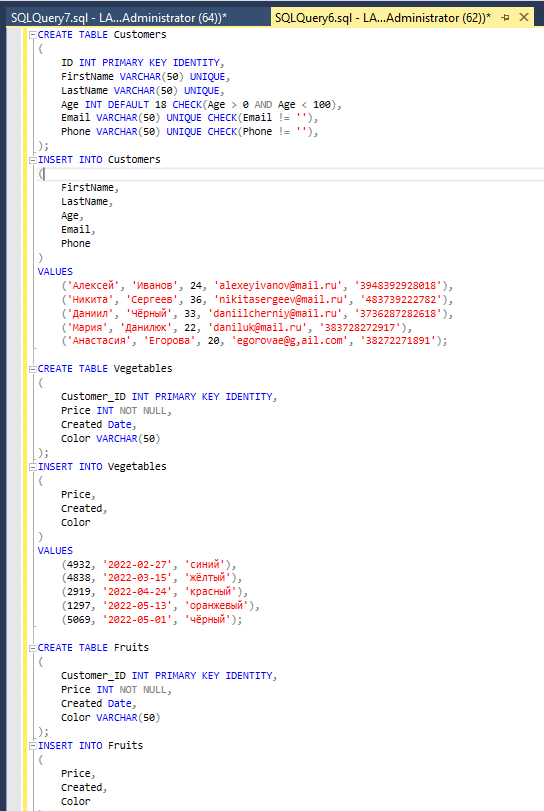 SQLQuery7.sql - LA...Administrator (64))* SQLQuery6.sql - LA...Administrator (62))*
CREATE TABLE Customers
(
ID INT PRIMARY KEY IDENTITY,
FirstName VARCHAR(50) UNIQUE,
LastName VARCHAR(50) UNIQUE,
Age INT DEFAULT 18 CHECK(Age > 0 AND Age < 100),
Email VARCHAR(50) UNIQUE CHECK(Email != ''),
Phone VARCHAR(50) UNIQUE CHECK(Phone != ''),
);
INSERT INTO Customers
(
FirstName,
LastName,
Age,
Email,
Phone
)
VALUES
('Алексей', 'Иванов', 24, 'alexeyivanov@mail.ru', '3948392928018'),
('Никита', 'Сергеев', 36, 'nikitasergeev@mail.ru', '483739222782'),
('Даниил', 'Чёрный', 33, 'daniilcherniy@mail.ru', '3736287282618'),
('Мария', 'Данилюк', 22, 'daniluk@mail.ru', '383728272917'),
('Анастасия', 'Егорова', 20, 'egorovae@g,ail.com', '38272271891');
CREATE TABLE Vegetables
(
Customer_ID INT PRIMARY KEY IDENTITY,
Price INT NOT NULL,
Created Date,
Color VARCHAR(50)
);
INSERT INTO Vegetables
(
Price,
Created,
Color
)
VALUES
(4932, '2022-02-27', 'синий'),
(4838, '2022-03-15', 'жёлтый'),
(2919, '2022-04-24', 'красный'),
(1297, '2022-05-13', 'оранжевый'),
(5069, '2022-05-01', 'чёрный');
CREATE TABLE Fruits
(
Customer_ID INT PRIMARY KEY IDENTITY,
Price INT NOT NULL,
Created Date,
Color VARCHAR(50)
);
INSERT INTO Fruits
(
Price,
Created,
Color